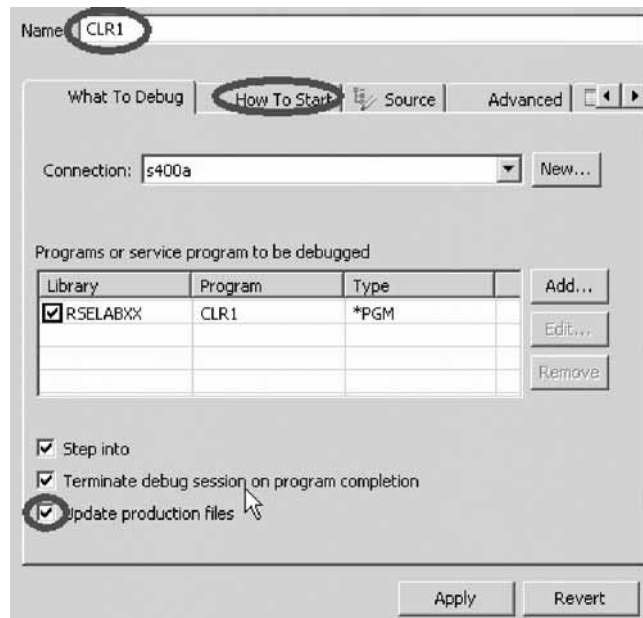 Name: CLR1
What To Debug How To Start Source Advanced
Connection: s400a New...
Programs or service program to be debugged
Library Program Type Add...
RSELABXX CLR1 *PGM
Edit...
Remove
Step into
Terminate debug session on program completion
Update production files
Apply Revert